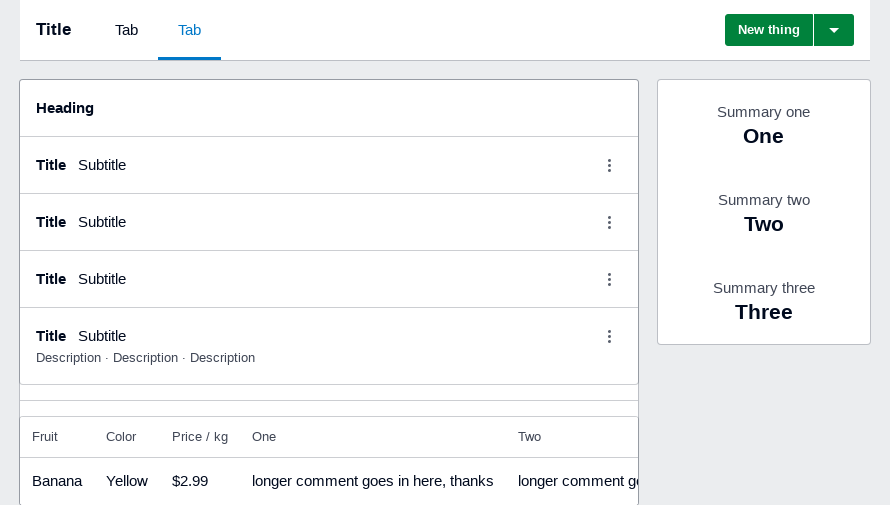 Title Tab Tab New thing
Heading
Title Subtitle
Title Subtitle
Title Subtitle
Title Subtitle
Description · Description · Description
Fruit Color Price / kg One Two
Banana Yellow $2.99 longer comment goes in here, thanks longer comment
Summary one
One
Summary two
Two
Summary three
Three